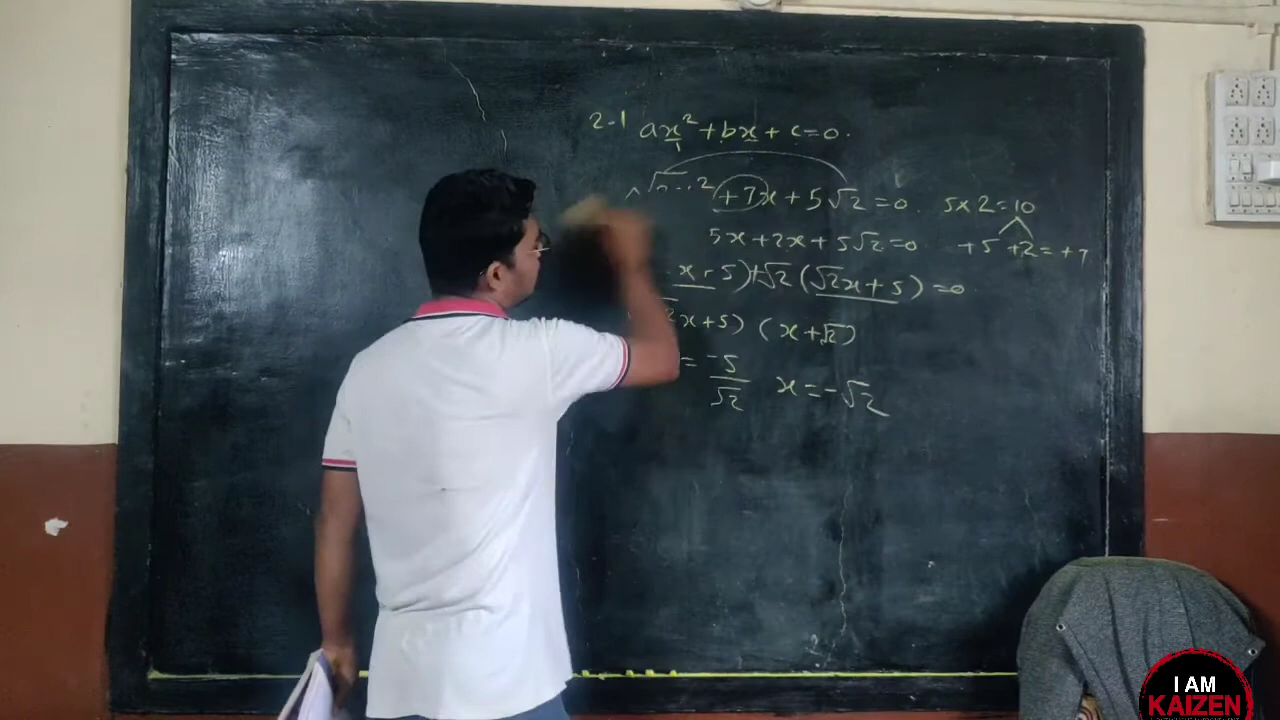 2.1 ax² + bx + c = 0.
+7x + 5√2 = 0. 5 x 2 = 10
5x + 2x + 5√2 = 0. +5 +2 = +7
x + 5) + √2 (√2x + 5) = 0
2x + 5) (x + √2)
= -5/√2 x = -√2
I AM
KAIZEN